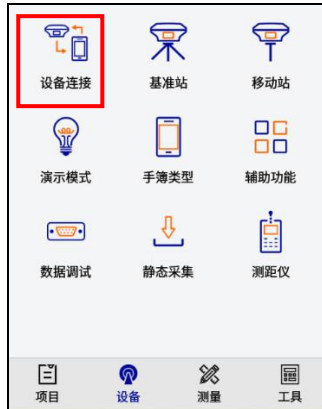 设备连接 基准站 移动站
演示模式 手簿类型 辅助功能
数据调试 静态采集 测距仪
项目 设备 测量 工具